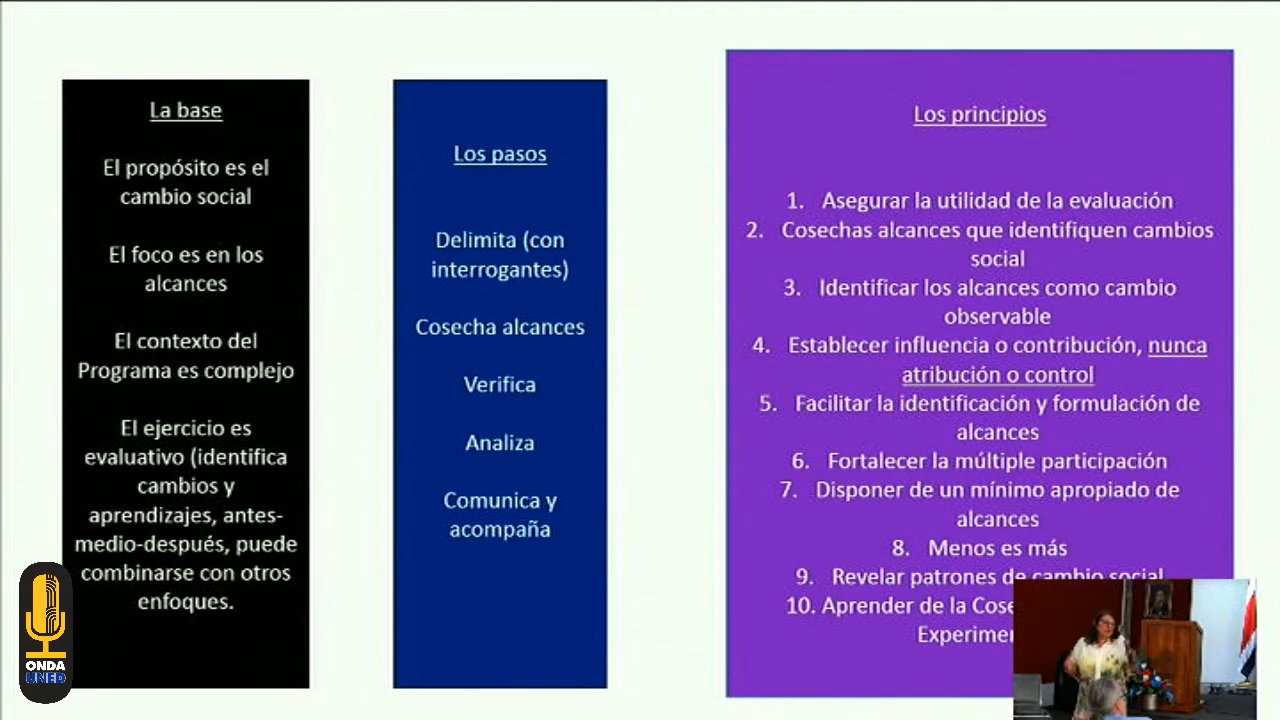 La base
El propósito es el
cambio social
El foco es en los
alcances
El contexto del
Programa es complejo
El ejercicio es
evaluativo (identifica
cambios y
aprendizajes, antes-
medio-después, puede
combinarse con otros
enfoques.
Los pasos
Delimita (con
interrogantes)
Cosecha alcances
Verifica
Analiza
Comunica y
acompaña
Los principios
1. Asegurar la utilidad de la evaluación
2. Cosechas alcances que identifiquen cambios
social
3. Identificar los alcances como cambio
observable
4. Establecer influencia o contribución, nunca
atribución o control
5. Facilitar la identificación y formulación de
alcances
6. Fortalecer la múltiple participación
7. Disponer de un mínimo apropiado de
alcances
8. Menos es más
9. Revelar patrones de cambio social
10. Aprender de la
ONDA
UNED